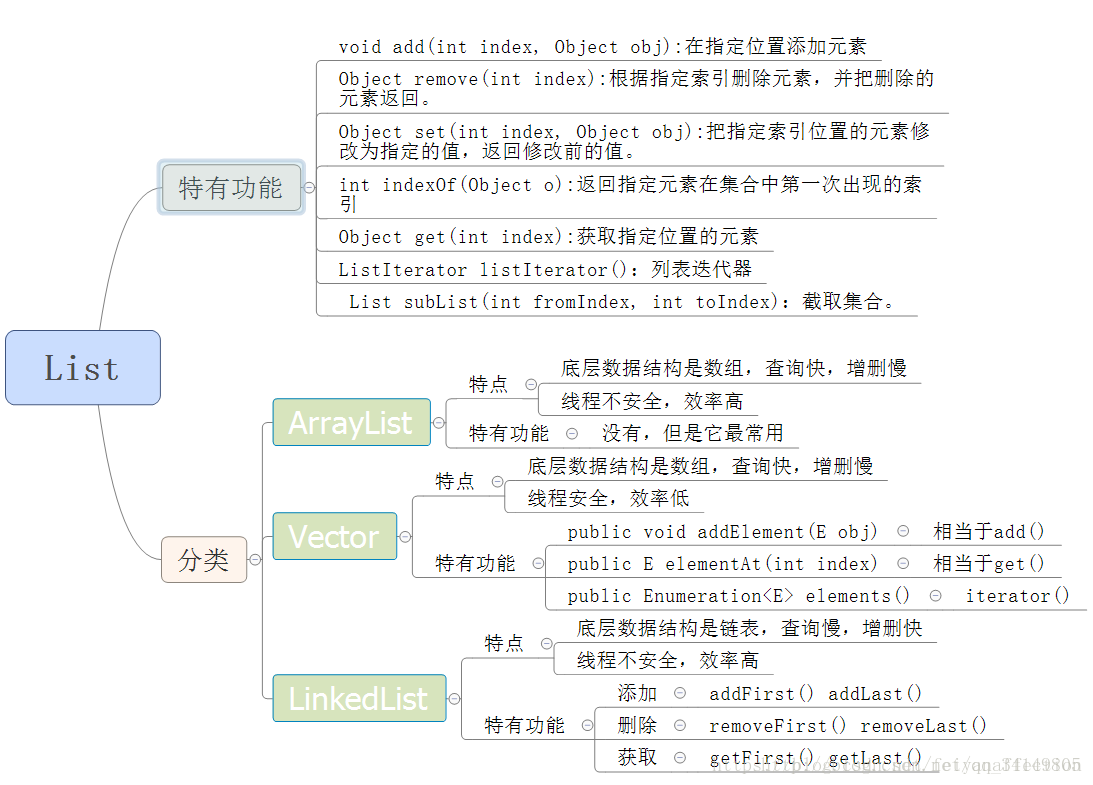 void add(int index, Object obj):在指定位置添加元素
Object remove(int index):根据指定索引删除元素，并把删除的
元素返回。
Object set(int index, Object obj):把指定索引位置的元素修
改为指定的值，返回修改前的值。
特有功能
int indexOf(Object o):返回指定元素在集合中第一次出现的索
引
Object get(int index):获取指定位置的元素
ListIterator listIterator()：列表迭代器
List subList(int fromIndex, int toIndex)：截取集合。
List
ArrayList
特点
底层数据结构是数组，查询快，增删慢
线程不安全，效率高
特有功能
没有，但是它最常用
分类
Vector
特点
底层数据结构是数组，查询快，增删慢
线程安全，效率低
特有功能
public void addElement(E obj) 相当于add()
public E elementAt(int index) 相当于get()
public Enumeration<E> elements() iterator()
LinkedList
特点
底层数据结构是链表，查询慢，增删快
线程不安全，效率高
特有功能
添加 addFirst() addLast()
删除 removeFirst() removeLast()
获取 getFirst() getLast()